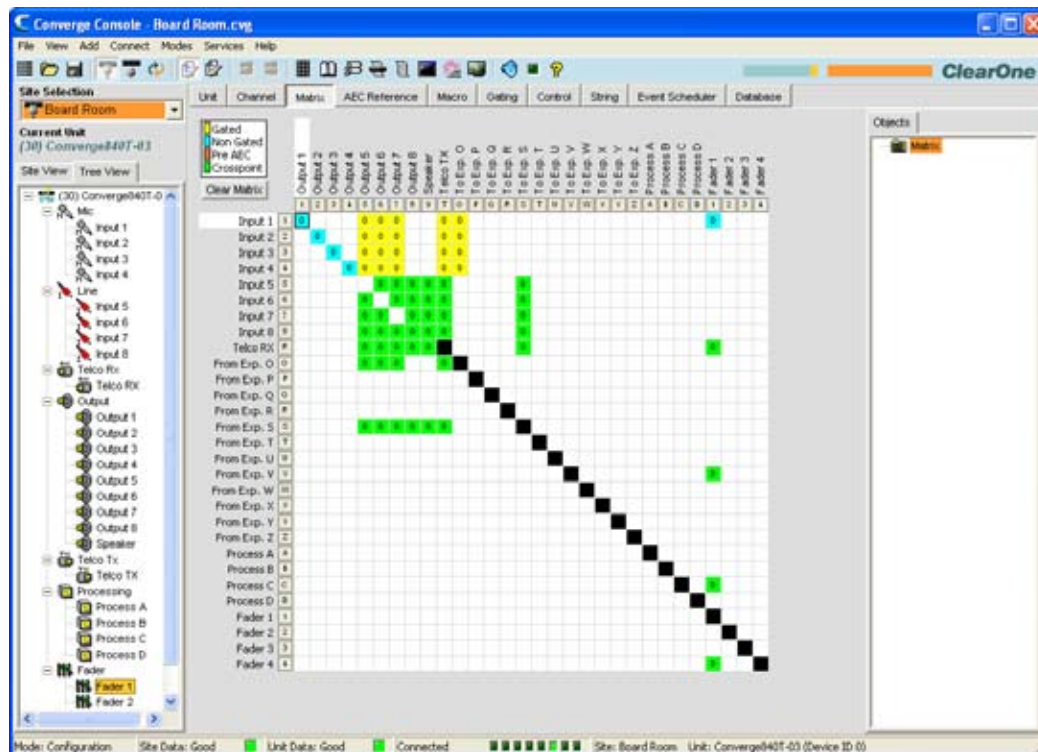 Converge Console - Board Room.cvg
File View Add Connect Modes Services Help
ClearOne
Site Selection
Board Room
Current Unit
(30) Converge840T-03
Site View Tree View
Unit Channel Matrix AEC Reference Macro Gating Control String Event Scheduler Database
Gated
Non Gated
Pre AEC
Crosspoint
Clear Matrix
Output 1
Output 2
Output 3
Output 4
Output 5
Output 6
Output 7
Output 8
Speaker
Telco TX
To Exp. O
To Exp. P
To Exp. Q
To Exp. R
To Exp. S
To Exp. T
To Exp. U
To Exp. V
To Exp. W
To Exp. X
To Exp. Y
To Exp. Z
Process A
Process B
Process C
Process D
Fader 1
Fader 2
Fader 3
Fader 4
Input 1
Input 2
Input 3
Input 4
Input 5
Input 6
Input 7
Input 8
Telco RX
From Exp. O
From Exp. P
From Exp. Q
From Exp. R
From Exp. S
From Exp. T
From Exp. U
From Exp. V
From Exp. W
From Exp. X
From Exp. Y
From Exp. Z
Process A
Process B
Process C
Process D
Fader 1
Fader 2
Fader 3
Fader 4
Objects
Matrix
(30) Converge840T-0
Mic
Input 1
Input 2
Input 3
Input 4
Line
Input 5
Input 6
Input 7
Input 8
Telco Rx
Telco RX
Output
Output 1
Output 2
Output 3
Output 4
Output 5
Output 6
Output 7
Output 8
Speaker
Telco Tx
Telco TX
Processing
Process A
Process B
Process C
Process D
Fader
Fader 1
Fader 2
Mode: Configuration Site Data: Good Unit Data: Good Connected Site: Board Room Unit: Converge840T-03 (Device ID 0)